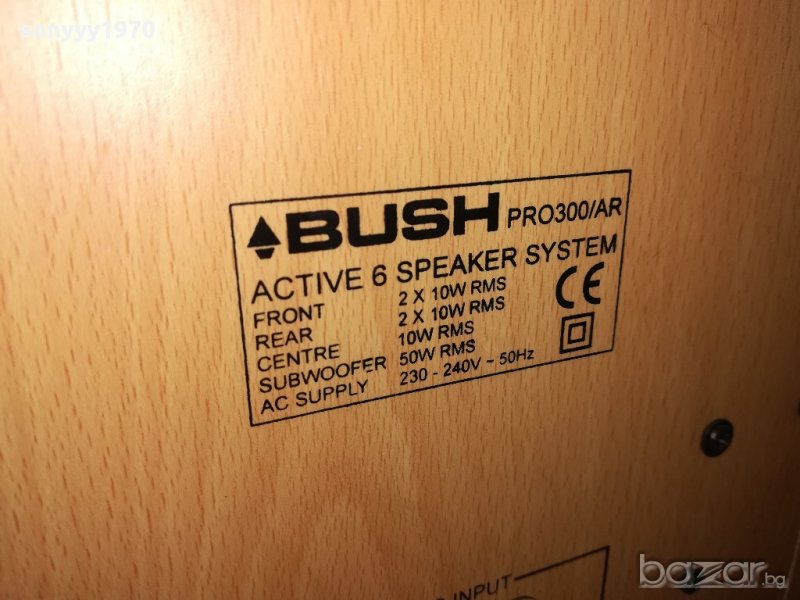 snnyyy1970
BUSH PRO300/AR
ACTIVE 6 SPEAKER SYSTEM
FRONT 2 X 10W RMS
REAR 2 X 10W RMS
CENTRE 10W RMS
SUBWOOFER 50W RMS
AC SUPPLY 230 - 240V ~ 50Hz
CE
INPUT
bazar.bg